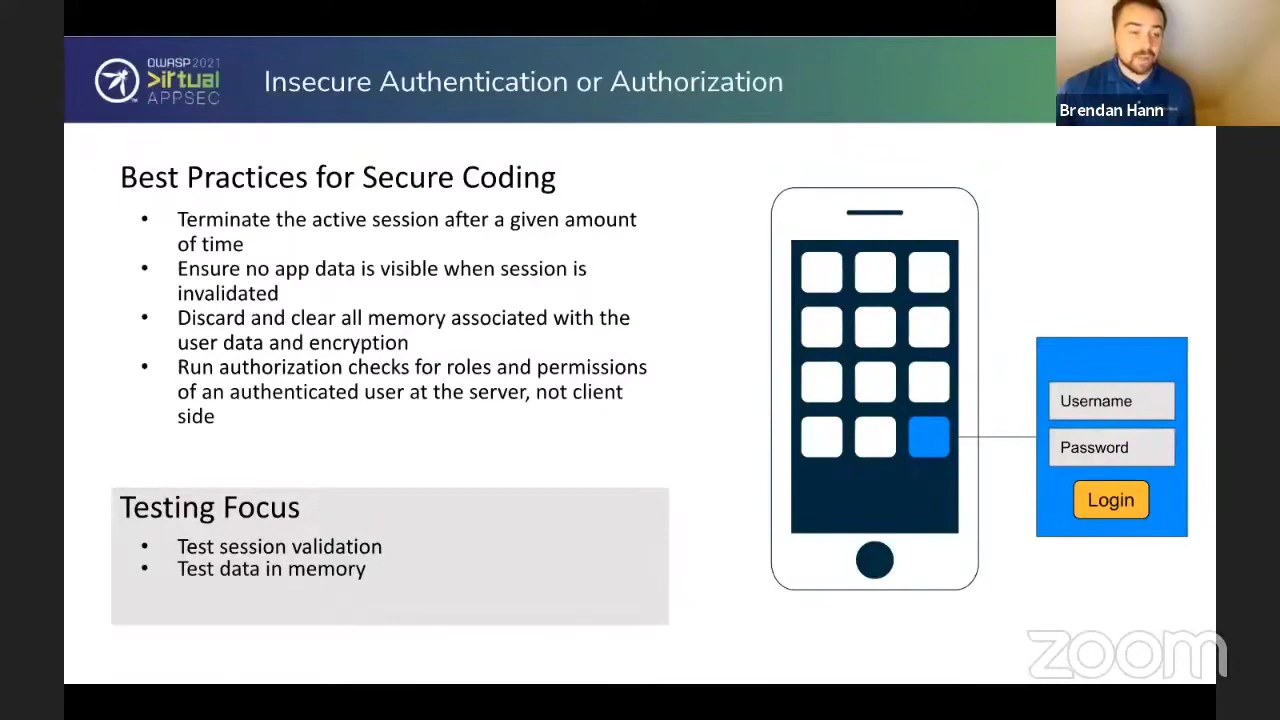 OWASP 2021
>irtual
APPSEC
Insecure Authentication or Authorization
Brendan Hann
Best Practices for Secure Coding
• Terminate the active session after a given amount
of time
• Ensure no app data is visible when session is
invalidated
• Discard and clear all memory associated with the
user data and encryption
• Run authorization checks for roles and permissions
of an authenticated user at the server, not client
side
Testing Focus
• Test session validation
• Test data in memory
Username
Password
Login
zoom